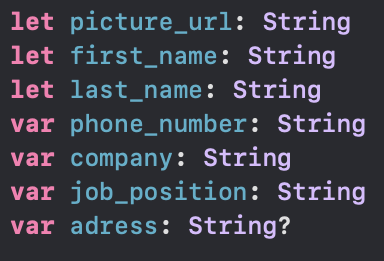 let picture_url: String
let first_name: String
let last_name: String
var phone_number: String
var company: String
var job_position: String
var adress: String?